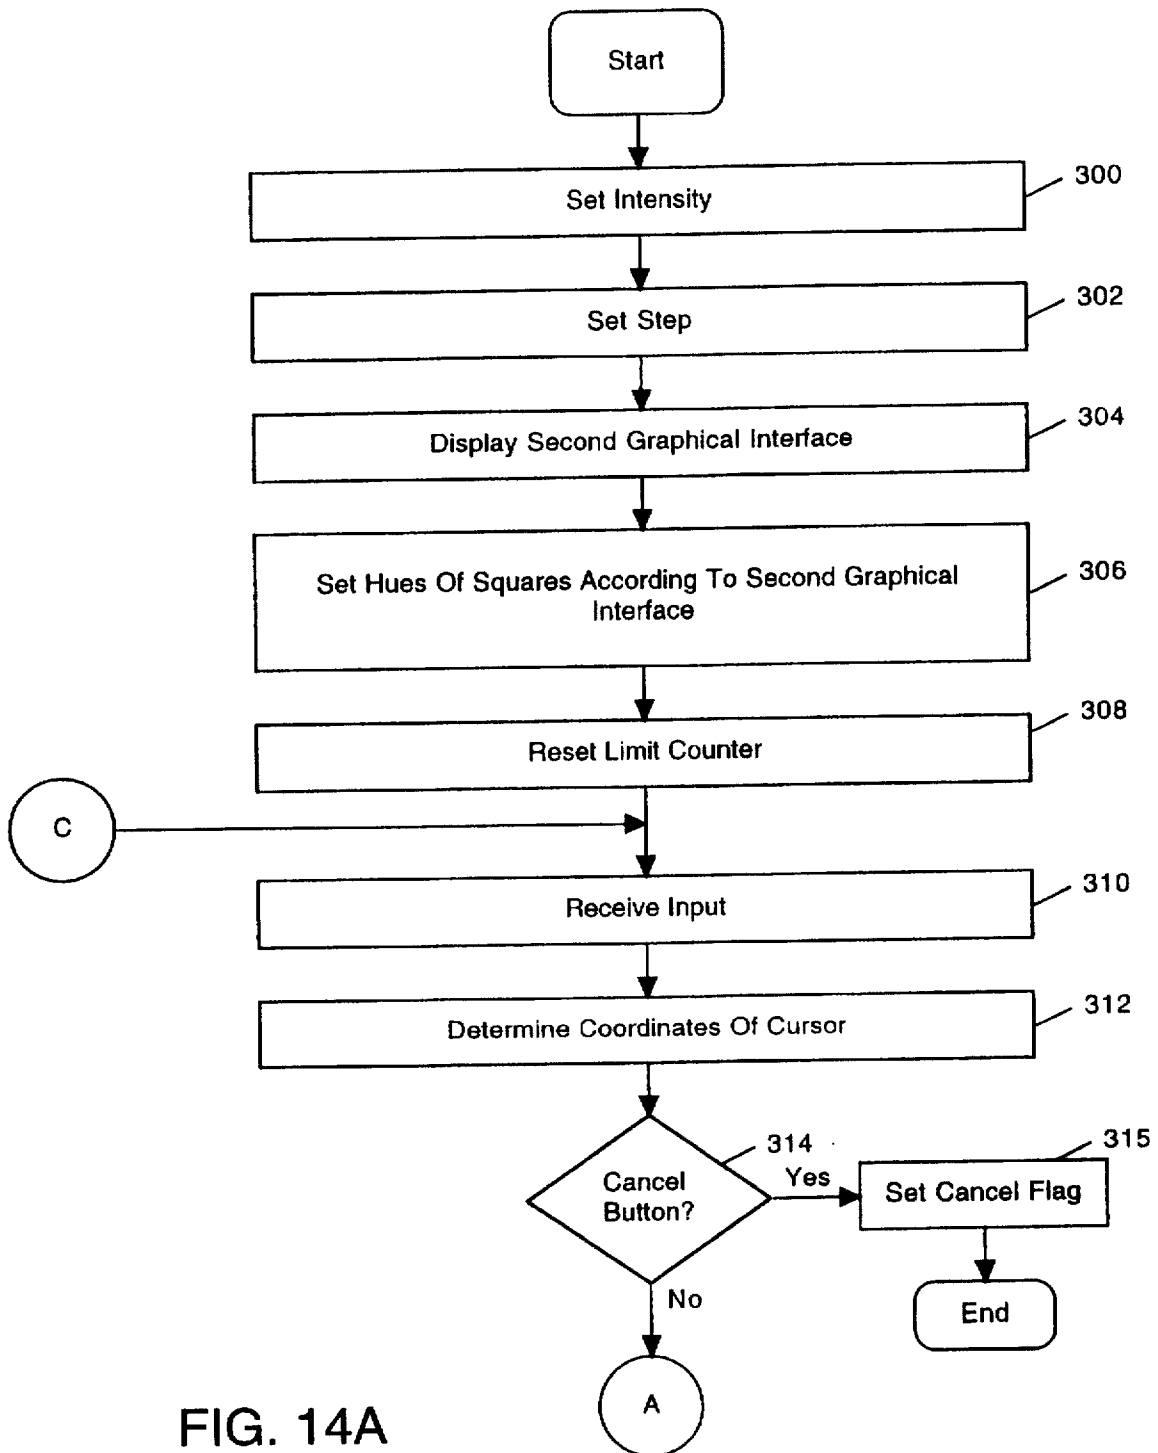 Start
300
Set Intensity
302
Set Step
304
Display Second Graphical Interface
306
Set Hues Of Squares According To Second Graphical
Interface
308
Reset Limit Counter
C
310
Receive Input
312
Determine Coordinates Of Cursor
314
315
Cancel
Button?
Yes
Set Cancel Flag
No
End
A
FIG. 14A